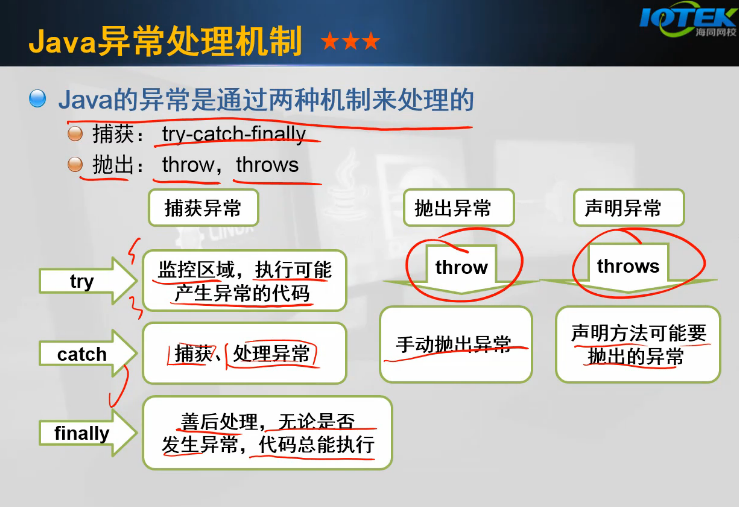 IOTEK
海同网校
Java异常处理机制 ★★★
Java的异常是通过两种机制来处理的
捕获：try-catch-finally
抛出：throw，throws
捕获异常
抛出异常
声明异常
try
监控区域，执行可能
产生异常的代码
throw
throws
catch
捕获、处理异常
手动抛出异常
声明方法可能要
抛出的异常
finally
善后处理，无论是否
发生异常，代码总能执行